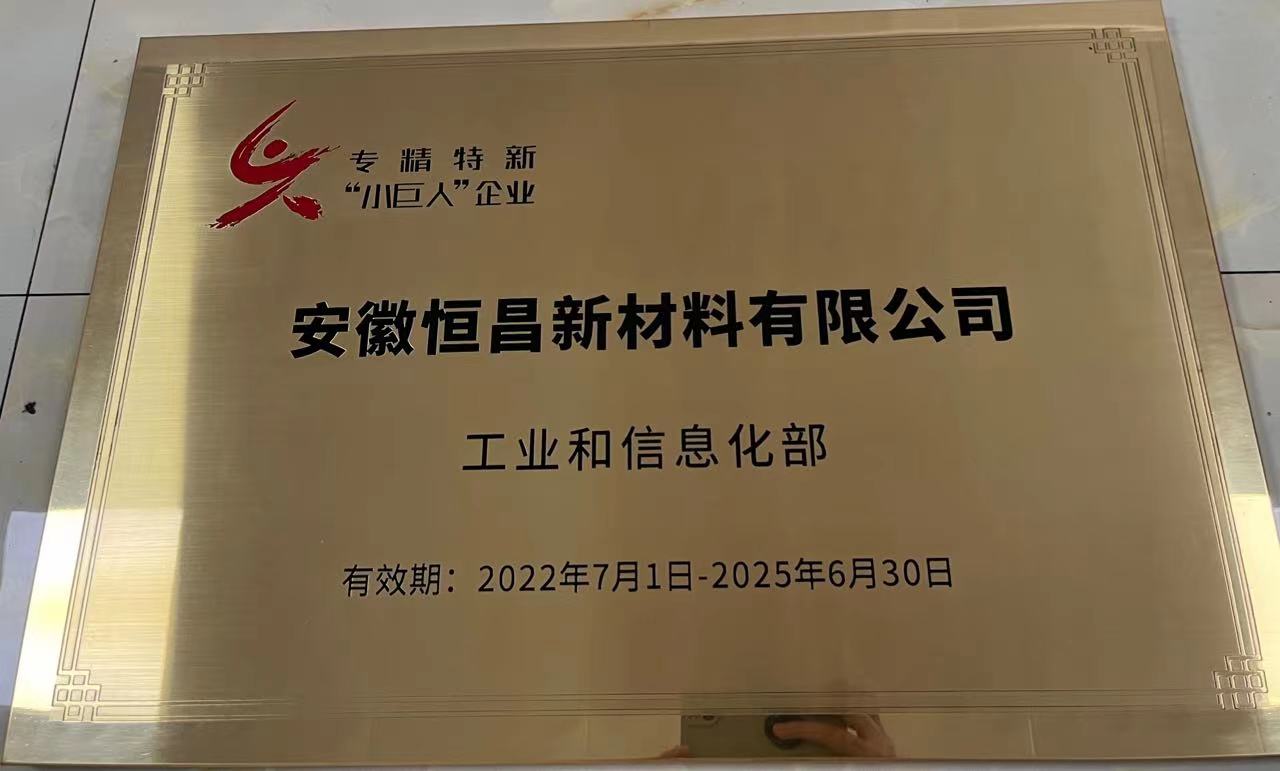 专精特新
“小巨人”企业
安徽恒昌新材料有限公司
工业和信息化部
有效期：2022年7月1日-2025年6月30日